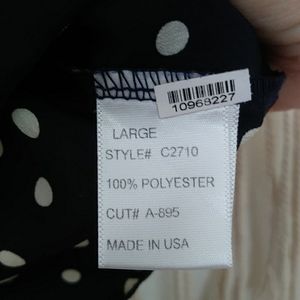 10968227
LARGE
STYLE# C2710
100% POLYESTER
CUT# A-895
MADE IN USA